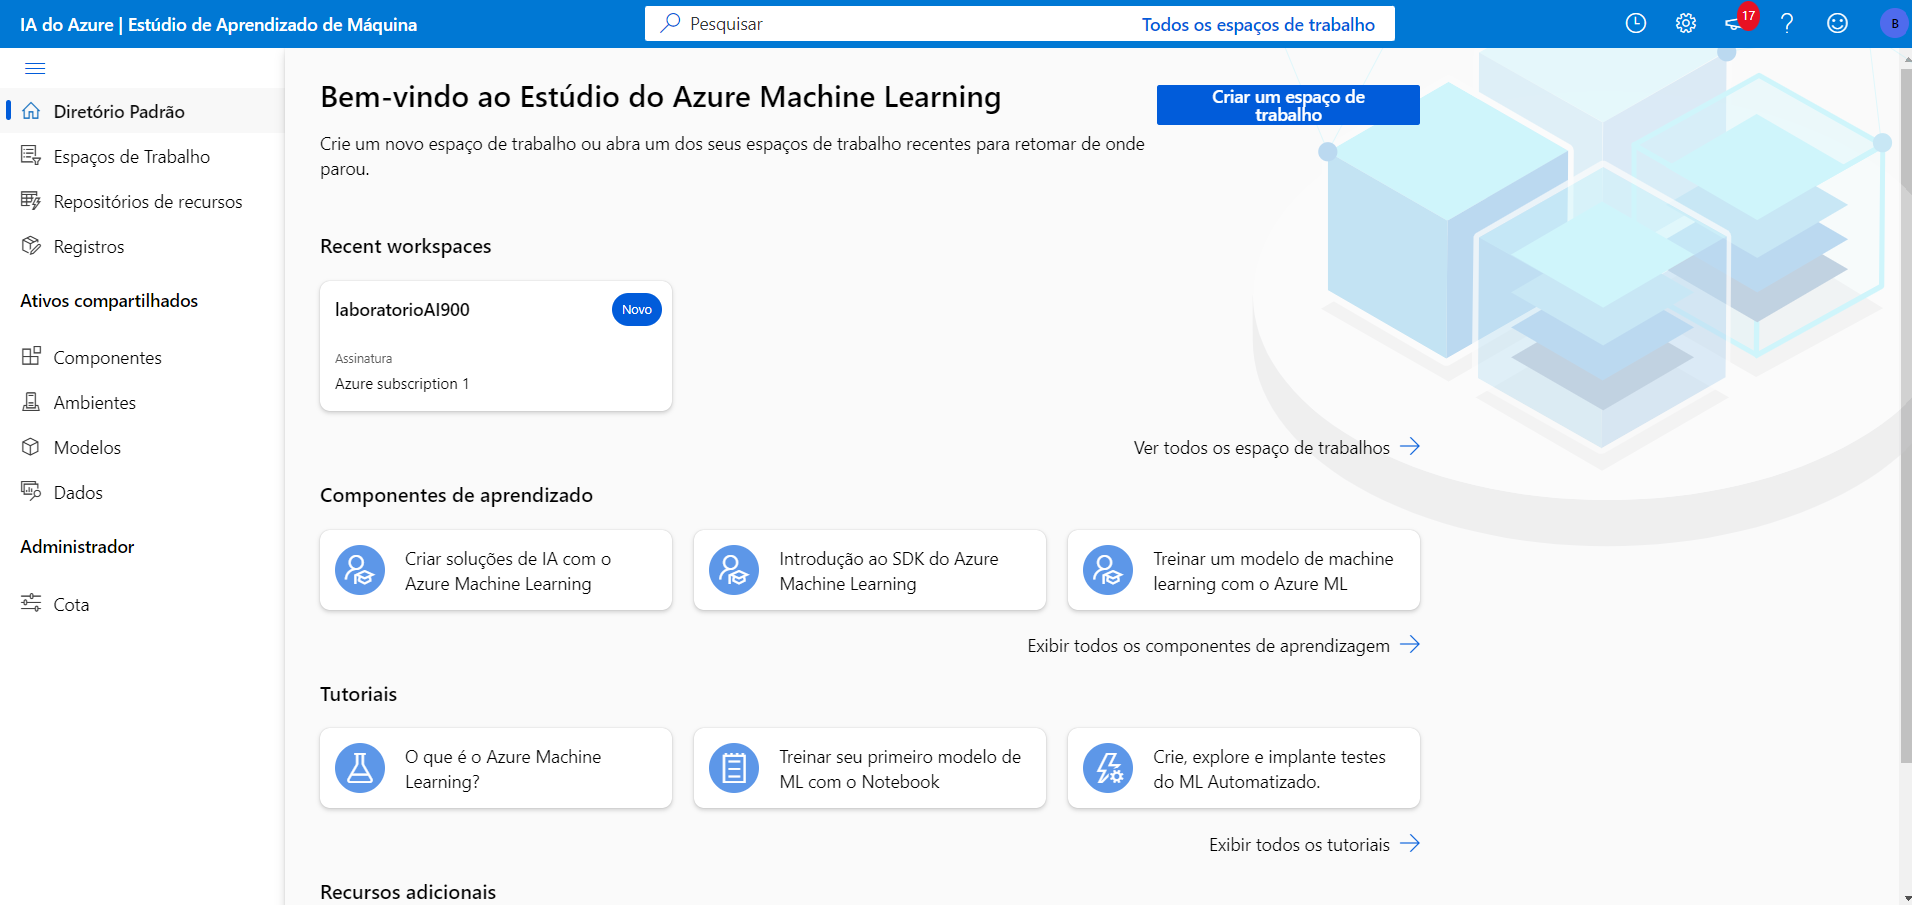 IA do Azure | Estúdio de Aprendizado de Máquina
Pesquisar
Todos os espaços de trabalho
17
B
Diretório Padrão
Espaços de Trabalho
Repositórios de recursos
Registros
Ativos compartilhados
Componentes
Ambientes
Modelos
Dados
Administrador
Cota
Bem-vindo ao Estúdio do Azure Machine Learning
Criar um espaço de
trabalho
Crie um novo espaço de trabalho ou abra um dos seus espaços de trabalho recentes para retomar de onde
parou.
Recent workspaces
laboratorioAI900
Novo
Assinatura
Azure subscription 1
Ver todos os espaço de trabalhos
Componentes de aprendizado
Criar soluções de IA com o
Azure Machine Learning
Introdução ao SDK do Azure
Machine Learning
Treinar um modelo de machine
learning com o Azure ML
Exibir todos os componentes de aprendizagem
Tutoriais
O que é o Azure Machine
Learning?
Treinar seu primeiro modelo de
ML com o Notebook
Crie, explore e implante testes
do ML Automatizado.
Exibir todos os tutoriais
Recursos adicionais